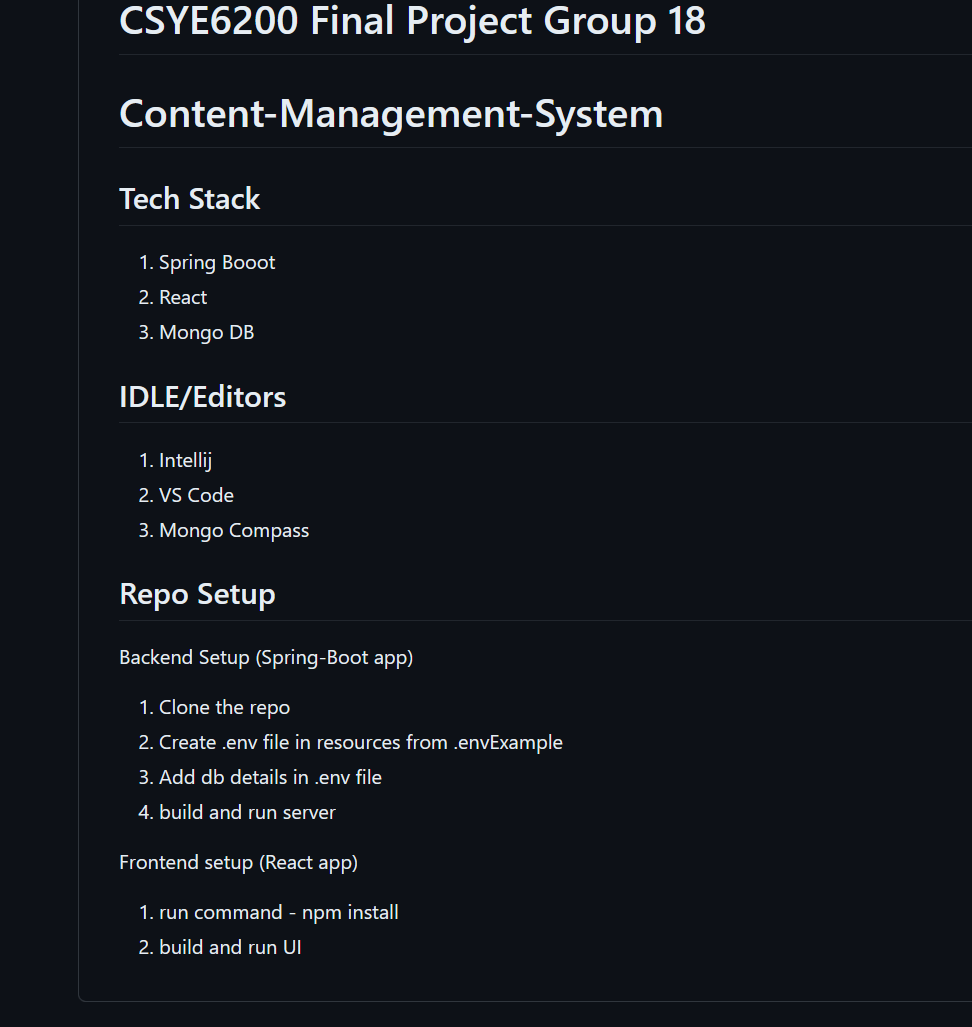 CSYE6200 Final Project Group 18
Content-Management-System
Tech Stack
1. Spring Booot
2. React
3. Mongo DB
IDLE/Editors
1. Intellij
2. VS Code
3. Mongo Compass
Repo Setup
Backend Setup (Spring-Boot app)
1. Clone the repo
2. Create .env file in resources from .envExample
3. Add db details in .env file
4. build and run server
Frontend setup (React app)
1. run command - npm install
2. build and run UI